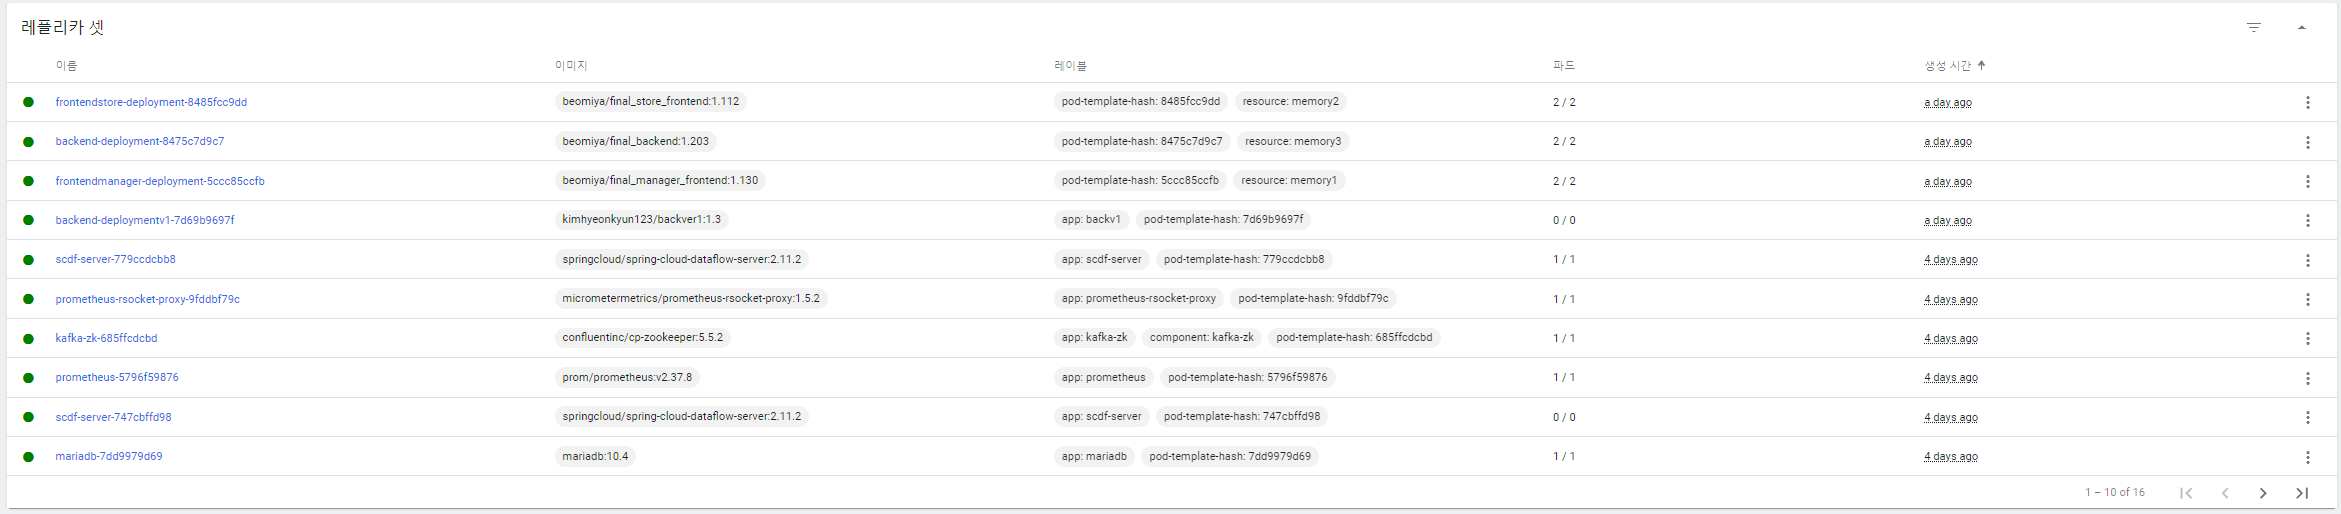 레플리카 셋
이름 이미지 레이블 파드 생성 시간
frontendstore-deployment-8485fcc9dd beomiya/final_store_frontend:1.112 pod-template-hash: 8485fcc9dd resource: memory2 2 / 2 a day ago
backend-deployment-8475c7d9c7 beomiya/final_backend:1.203 pod-template-hash: 8475c7d9c7 resource: memory3 2 / 2 a day ago
frontendmanager-deployment-5ccc85ccfb beomiya/final_manager_frontend:1.130 pod-template-hash: 5ccc85ccfb resource: memory1 2 / 2 a day ago
backend-deploymentv1-7d69b9697f kimhyeonkyun123/backver1:1.3 app: backv1 pod-template-hash: 7d69b9697f 0 / 0 a day ago
scdf-server-779ccdcbb8 springcloud/spring-cloud-dataflow-server:2.11.2 app: scdf-server pod-template-hash: 779ccdcbb8 1 / 1 4 days ago
prometheus-rsocket-proxy-9fddbf79c micrometermetrics/prometheus-rsocket-proxy:1.5.2 app: prometheus-rsocket-proxy pod-template-hash: 9fddbf79c 1 / 1 4 days ago
kafka-zk-685ffcdcbd confluentinc/cp-zookeeper:5.5.2 app: kafka-zk component: kafka-zk pod-template-hash: 685ffcdcbd 1 / 1 4 days ago
prometheus-5796f59876 prom/prometheus:v2.37.8 app: prometheus pod-template-hash: 5796f59876 1 / 1 4 days ago
scdf-server-747cbffd98 springcloud/spring-cloud-dataflow-server:2.11.2 app: scdf-server pod-template-hash: 747cbffd98 0 / 0 4 days ago
mariadb-7dd9979d69 mariadb:10.4 app: mariadb pod-template-hash: 7dd9979d69 1 / 1 4 days ago
1 – 10 of 16